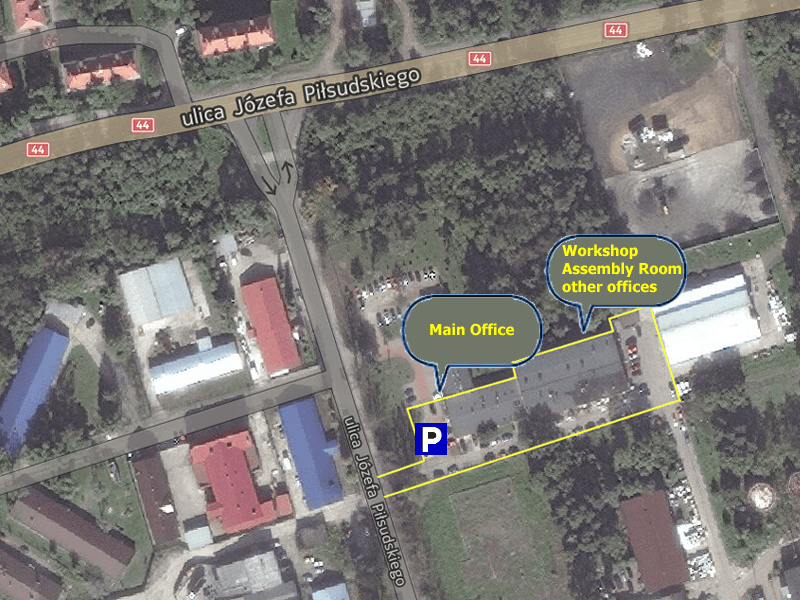 44
44
ulica Józefa Piłsudskiego
44
44
Workshop
Assembly Room
other offices
Main Office
P
ulica Józefa Piłsudskiego